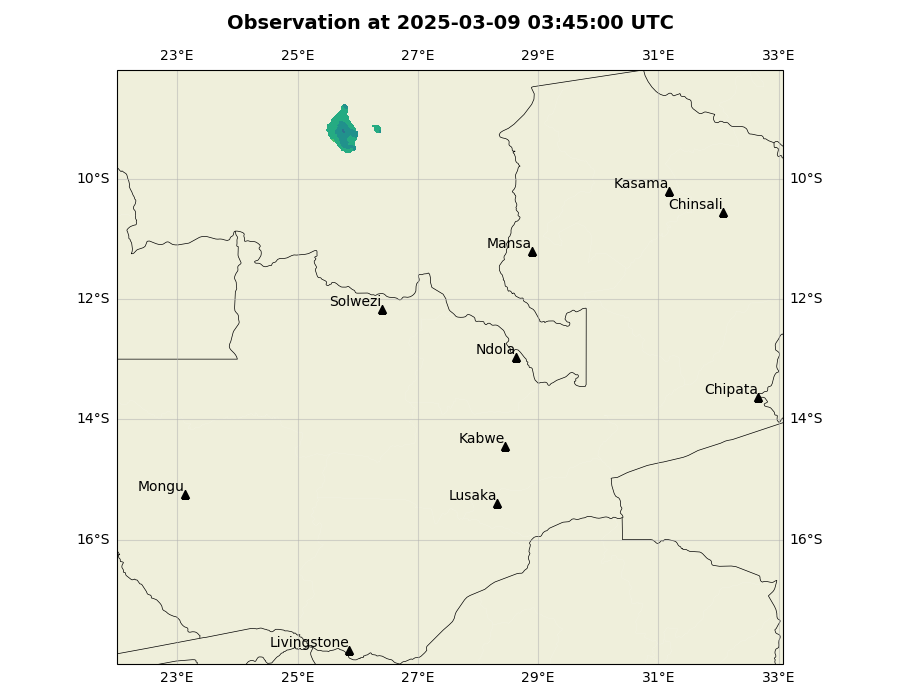 Observation at 2025-03-09 03:45:00 UTC
23°E 25°E 27°E 29°E 31°E 33°E
10°S 10°S
Kasama
Chinsali
Mansa
12°S 12°S
Solwezi
Ndola
Chipata
14°S 14°S
Kabwe
Mongu
Lusaka
16°S 16°S
Livingstone
23°E 25°E 27°E 29°E 31°E 33°E